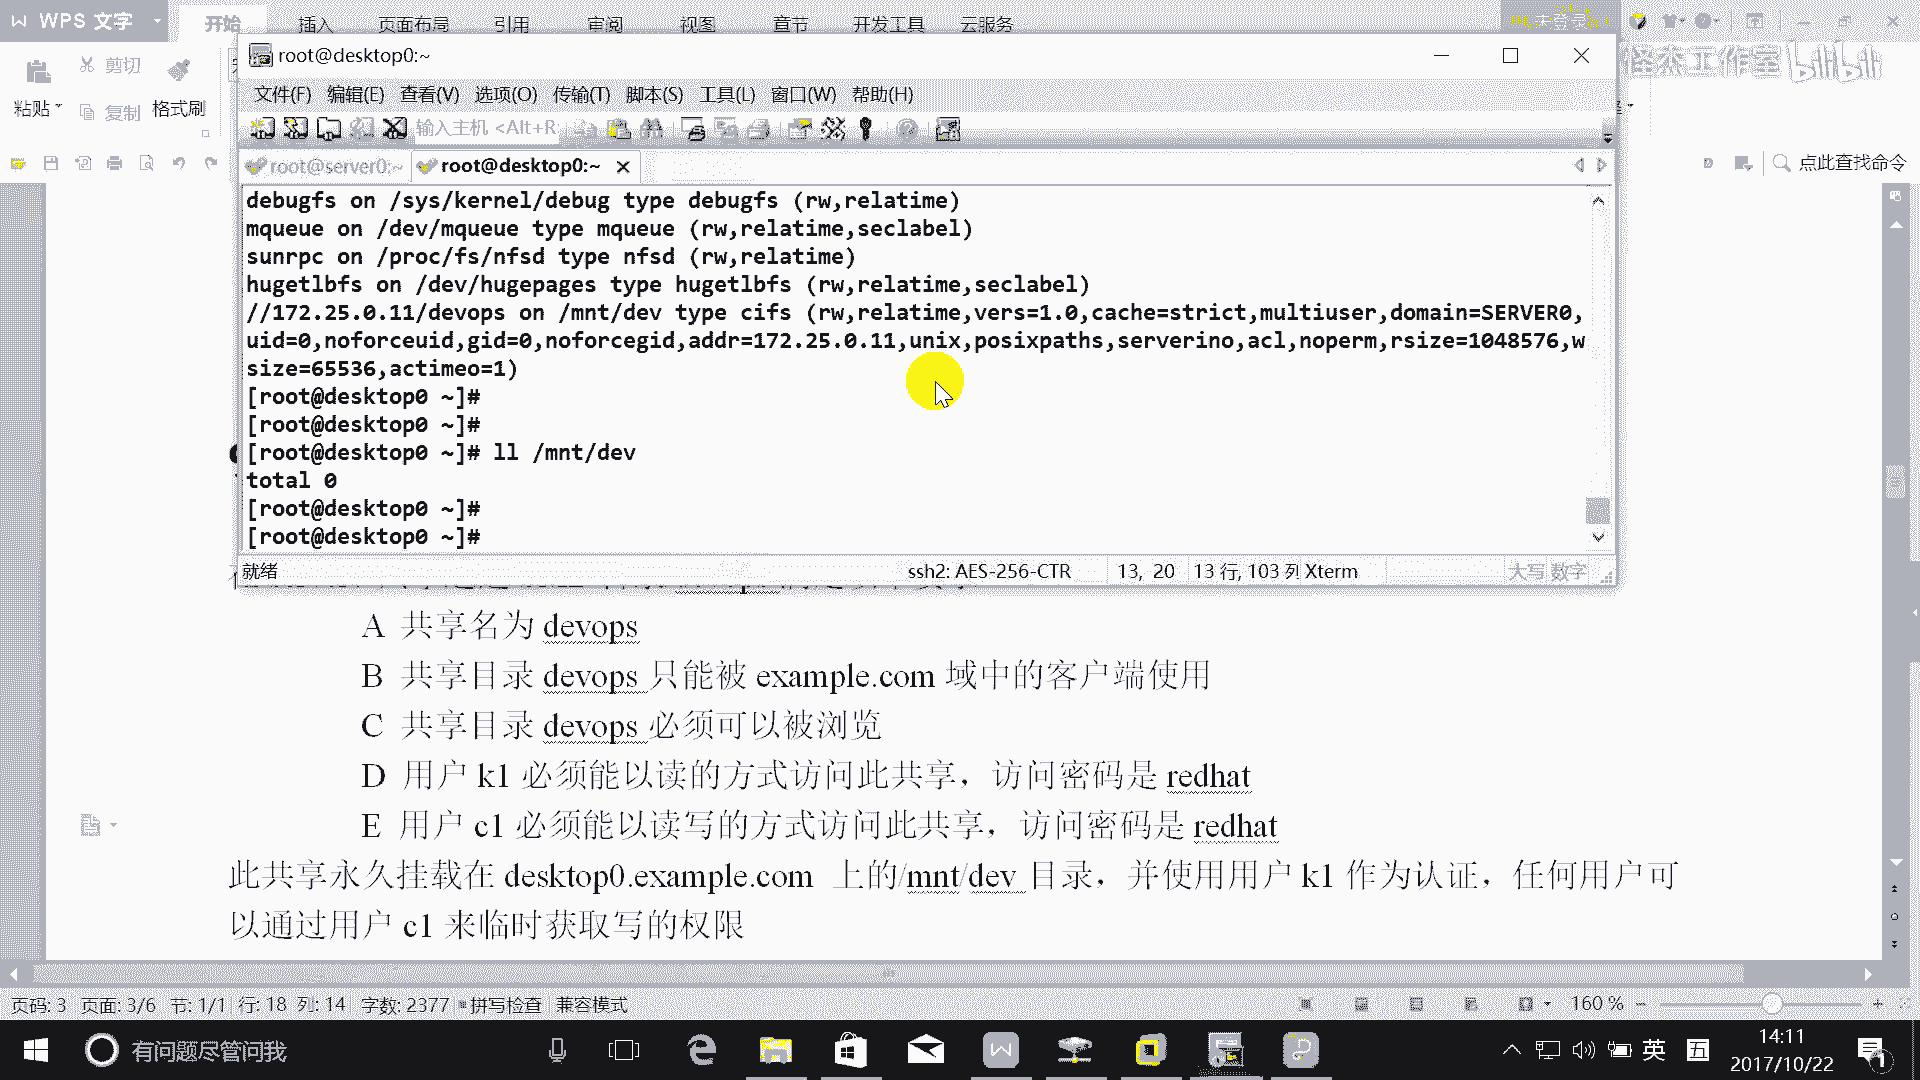 WPS 文字
开始 插入 页面布局 引用 审阅 视图 章节 开发工具 云服务 未登录
怪杰工作室 bilibili
粘贴 剪切 复制 格式刷
点此查找命令
root@desktop0:~
文件(F) 编辑(E) 查看(V) 选项(O) 传输(T) 脚本(S) 工具(L) 窗口(W) 帮助(H)
输入主机 <Alt+R
root@server0:~ root@desktop0:~
debugfs on /sys/kernel/debug type debugfs (rw,relatime)
mqueue on /dev/mqueue type mqueue (rw,relatime,seclabel)
sunrpc on /proc/fs/nfsd type nfsd (rw,relatime)
hugetlbfs on /dev/hugepages type hugetlbfs (rw,relatime,seclabel)
//172.25.0.11/devops on /mnt/dev type cifs (rw,relatime,vers=1.0,cache=strict,multiuser,domain=SERVER0,
uid=0,noforceuid,gid=0,noforcegid,addr=172.25.0.11,unix,posixpaths,serverino,acl,noperm,rsize=1048576,w
size=65536,actimeo=1)
[root@desktop0 ~]#
[root@desktop0 ~]#
[root@desktop0 ~]# ll /mnt/dev
total 0
[root@desktop0 ~]#
[root@desktop0 ~]#
就绪 ssh2: AES-256-CTR 13, 20 13 行, 103 列 Xterm 大写 数字
A 共享名为 devops
B 共享目录 devops 只能被 example.com 域中的客户端使用
C 共享目录 devops 必须可以被浏览
D 用户 k1 必须能以读的方式访问此共享，访问密码是 redhat
E 用户 c1 必须能以读写的方式访问此共享，访问密码是 redhat
此共享永久挂载在 desktop0.example.com 上的/mnt/dev 目录，并使用用户 k1 作为认证，任何用户可
以通过用户 c1 来临时获取写的权限
页码: 3 页面: 3/6 节: 1/1 行: 18 列: 14 字数: 2377 拼写检查 兼容模式 160 %
有问题尽管问我 英 五 14:11
2017/10/22